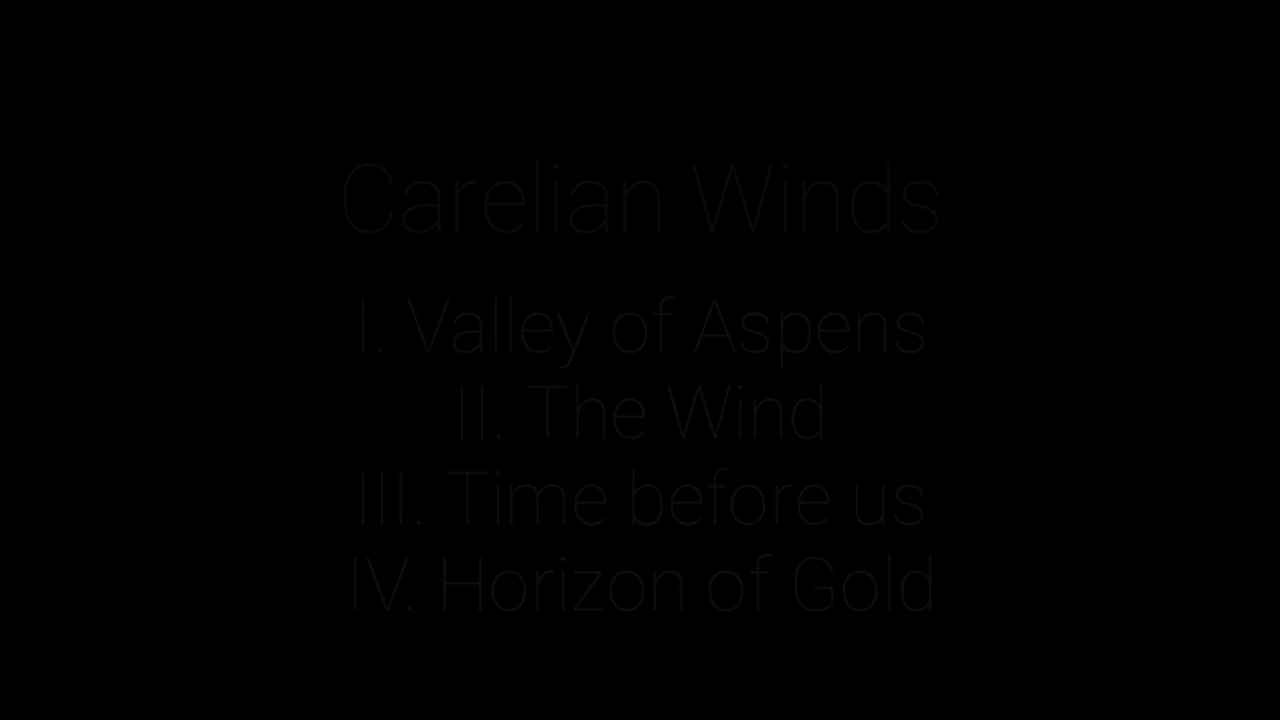 Carelian Winds
I. Valley of Aspens
II. The Wind
III. Time before us
IV. Horizon of Gold